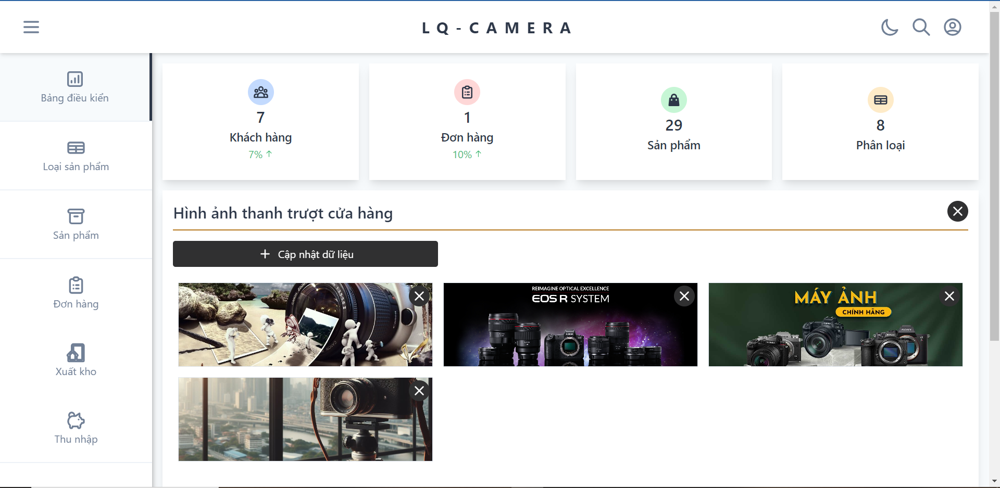 LQ-CAMERA
Bảng điều kiển
Loại sản phẩm
Sản phẩm
Đơn hàng
Xuất kho
Thu nhập
7
Khách hàng
7% ↑
1
Đơn hàng
10% ↑
29
Sản phẩm
8
Phân loại
Hình ảnh thanh trượt cửa hàng
+ Cập nhật dữ liệu
REIMAGINE OPTICAL EXCELLENCE
EOS R SYSTEM
MÁY ẢNH
CHÍNH HÃNG